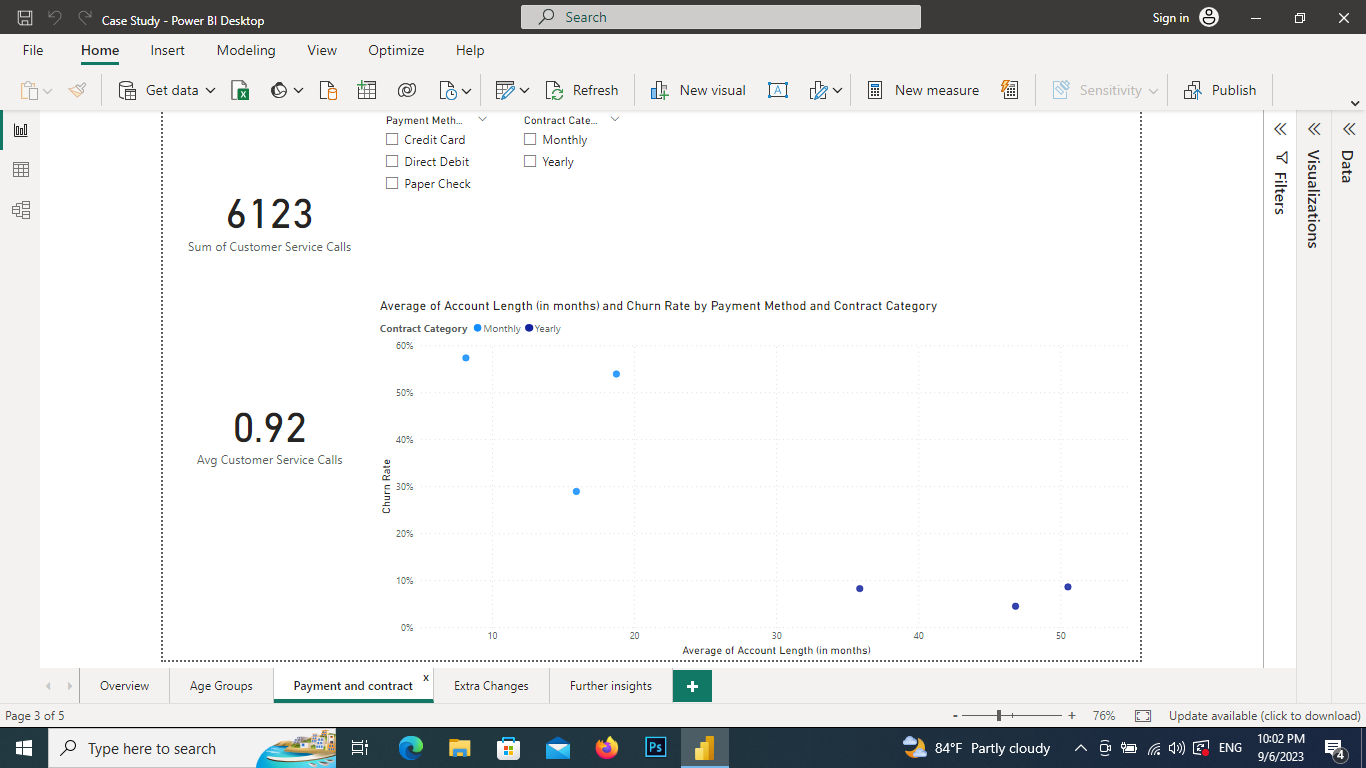 Case Study - Power BI Desktop
Search
Sign in
File Home Insert Modeling View Optimize Help
Get data
Refresh
New visual
New measure
Sensitivity
Publish
Payment Meth...
Credit Card
Direct Debit
Paper Check
Contract Cate...
Monthly
Yearly
6123
Sum of Customer Service Calls
0.92
Avg Customer Service Calls
Average of Account Length (in months) and Churn Rate by Payment Method and Contract Category
Contract Category Monthly Yearly
Churn Rate
60%
50%
40%
30%
20%
10%
0%
10 20 30 40 50
Average of Account Length (in months)
Filters
Visualizations
Data
Overview
Age Groups
Payment and contract x
Extra Changes
Further insights
+
Page 3 of 5
- + 76%
Update available (click to download)
Type here to search
Ps
84°F Partly cloudy
ENG
10:02 PM
9/6/2023
4